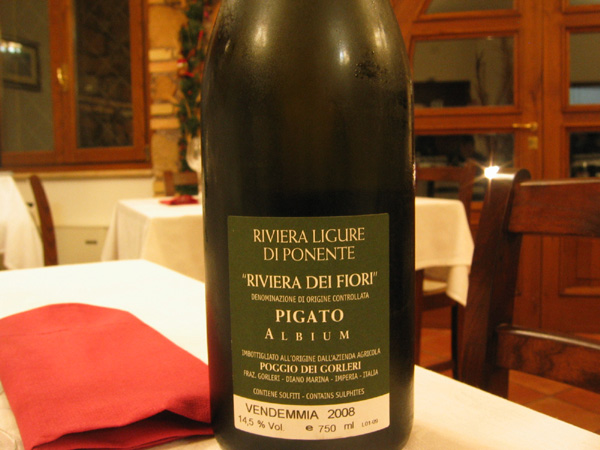 RIVIERA LIGURE
DI PONENTE
"RIVIERA DEI FIORI"
DENOMINAZIONE DI ORIGINE CONTROLLATA
PIGATO
ALBIUM
IMBOTTIGLIATO ALL'ORIGINE DALL'AZIENDA AGRICOLA
POGGIO DEI GORLERI
FRAZ. GORLERI - DIANO MARINA - IMPERIA - ITALIA
CONTIENE SOLFITI - CONTAINS SULPHITES
VENDEMMIA 2008
14,5 % Vol. e 750 ml